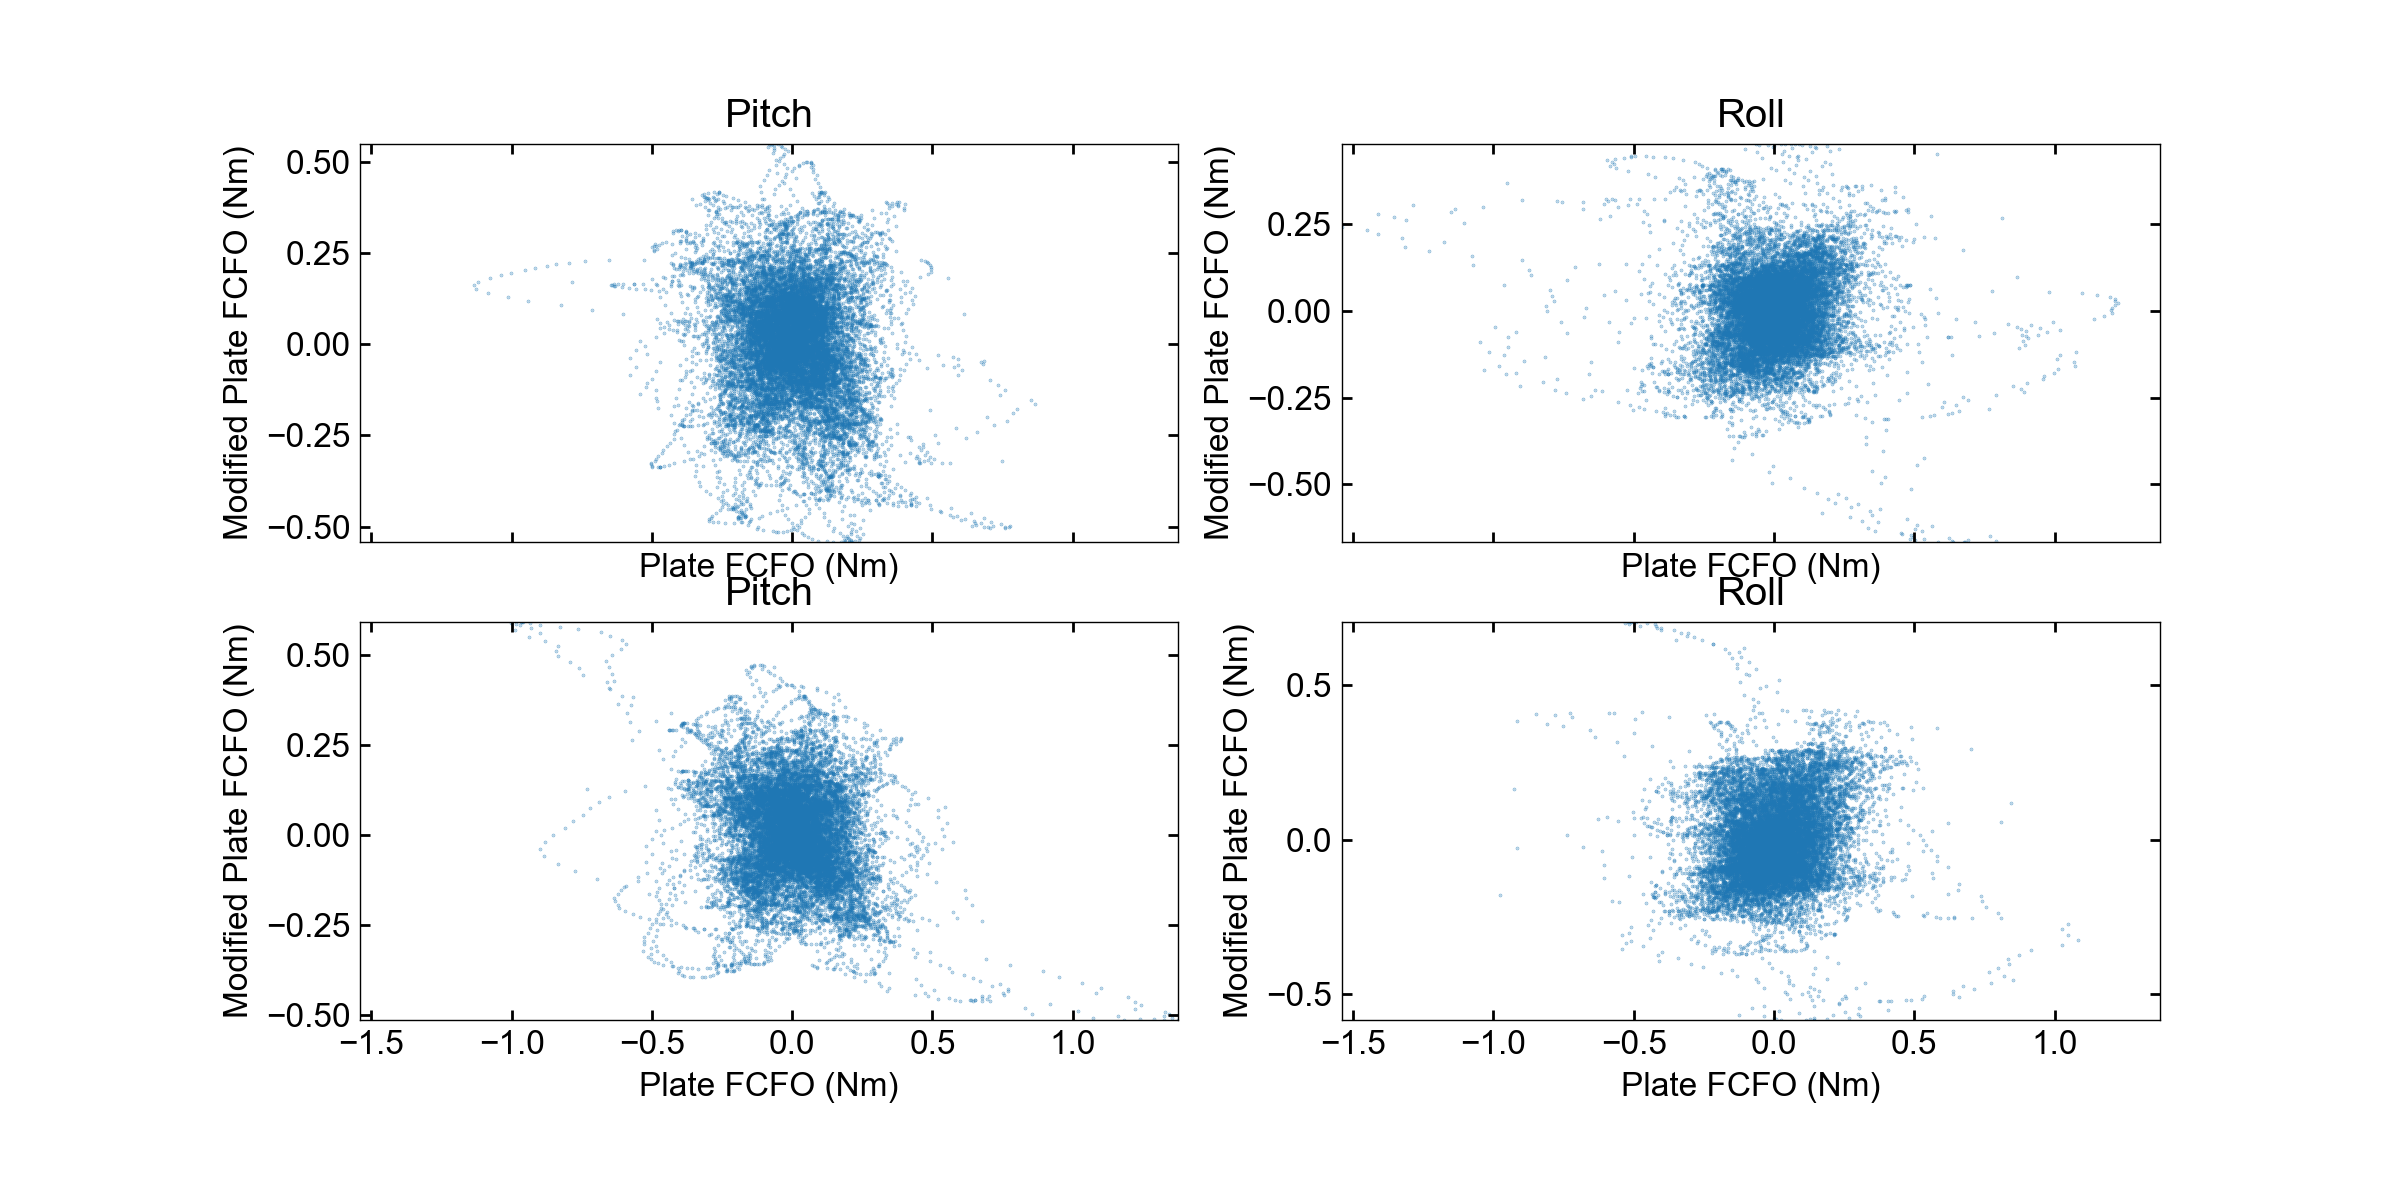 Pitch
Modified Plate FCFO (Nm)
0.50
0.25
0.00
−0.25
−0.50
Plate FCFO (Nm)
Roll
Modified Plate FCFO (Nm)
0.25
0.00
−0.25
−0.50
Plate FCFO (Nm)
Pitch
Modified Plate FCFO (Nm)
0.50
0.25
0.00
−0.25
−0.50
−1.5 −1.0 −0.5 0.0 0.5 1.0
Plate FCFO (Nm)
Roll
Modified Plate FCFO (Nm)
0.5
0.0
−0.5
−1.5 −1.0 −0.5 0.0 0.5 1.0
Plate FCFO (Nm)